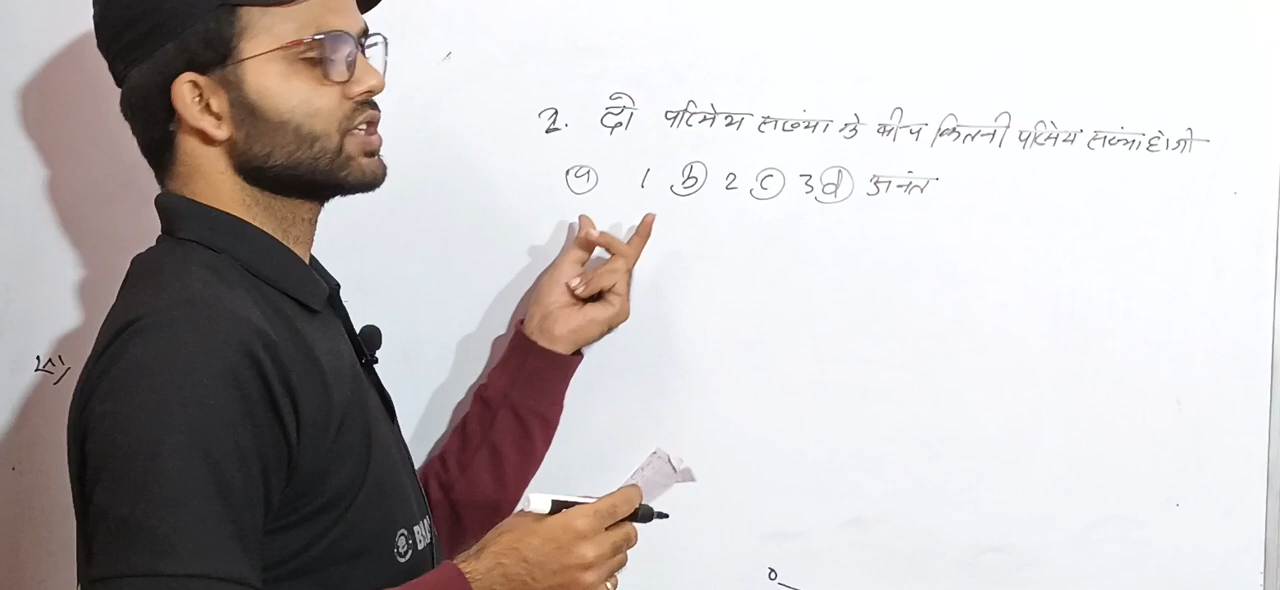 2. दो परिमेय संख्या के बीच कितनी परिमेय संख्या होगी
(a) 1 (b) 2 (c) 3 (d) अनंत